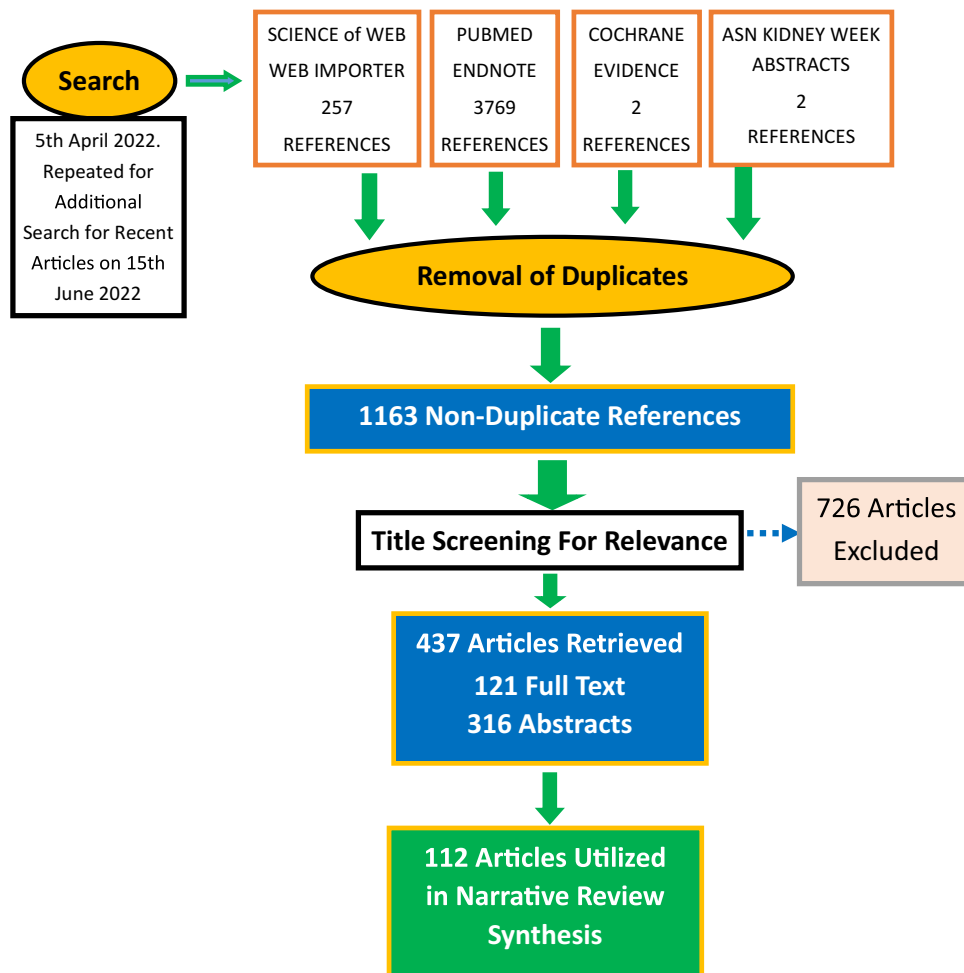 Search
5th April 2022.
Repeated for
Additional
Search for Recent
Articles on 15th
June 2022
SCIENCE of WEB
WEB IMPORTER
257
REFERENCES
PUBMED
ENDNOTE
3769
REFERENCES
COCHRANE
EVIDENCE
2
REFERENCES
ASN KIDNEY WEEK
ABSTRACTS
2
REFERENCES
Removal of Duplicates
1163 Non-Duplicate References
Title Screening For Relevance
726 Articles
Excluded
437 Articles Retrieved
121 Full Text
316 Abstracts
112 Articles Utilized
in Narrative Review
Synthesis